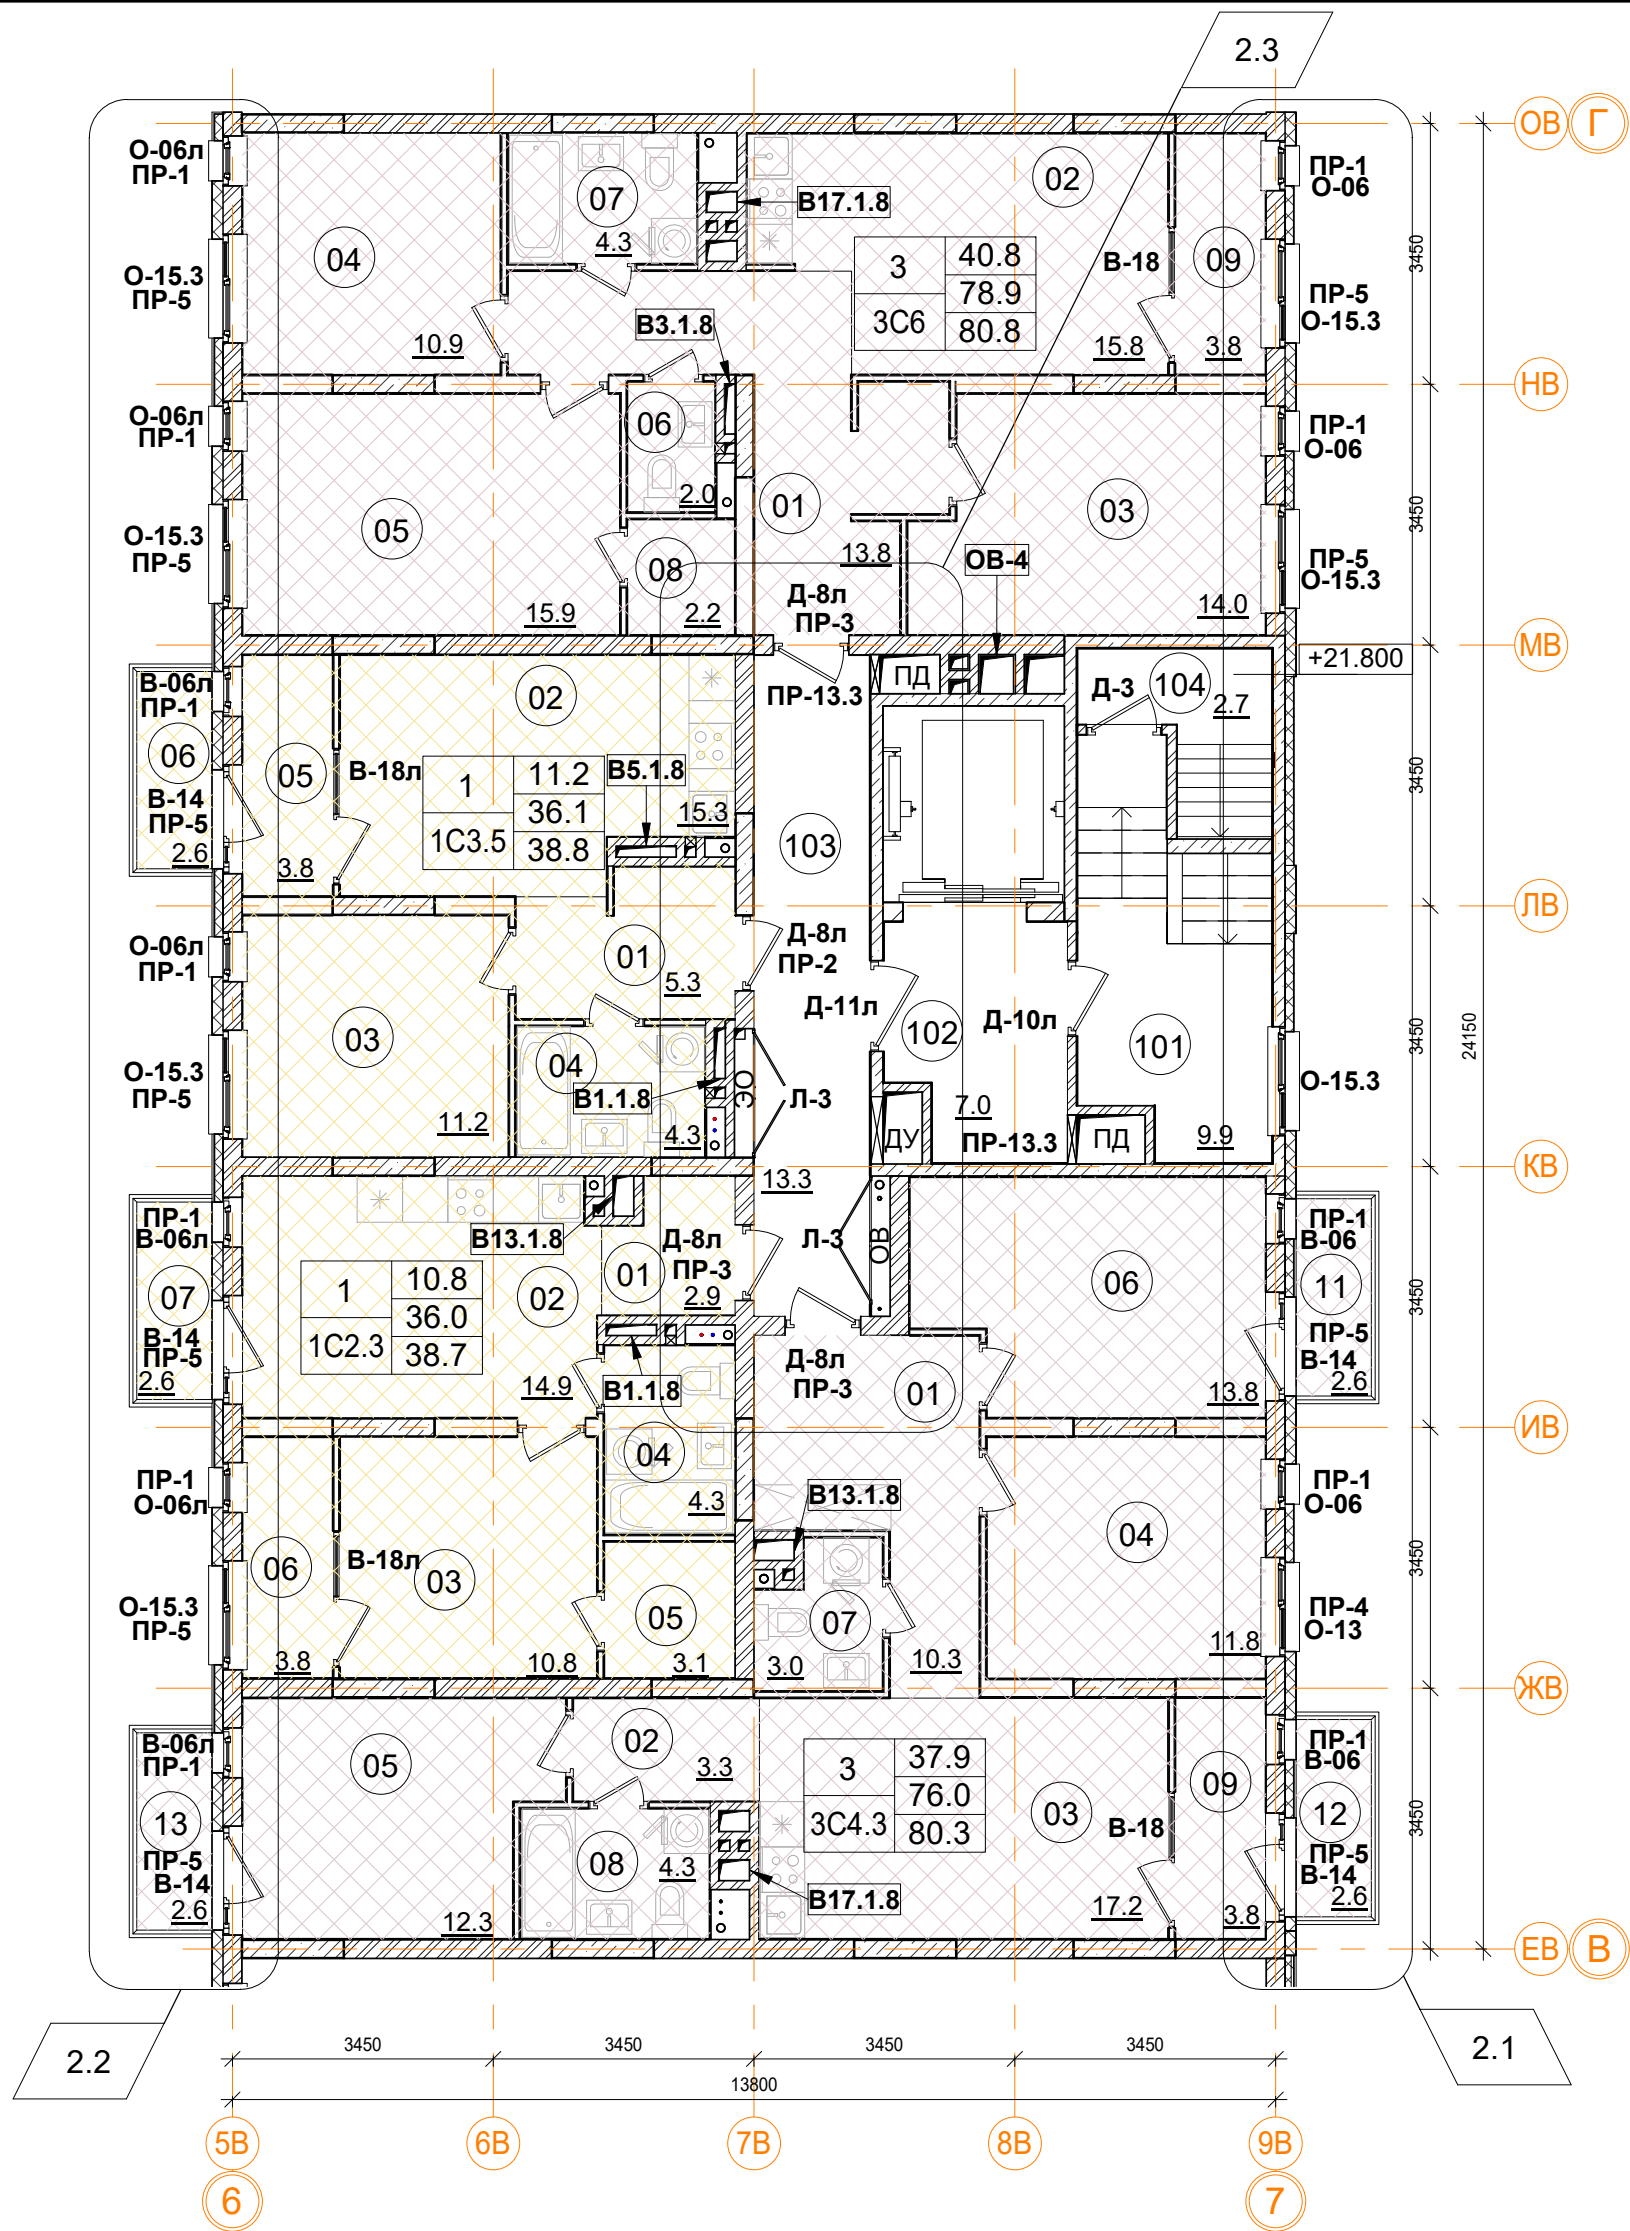 2.3
ОВ Г
О-06л
ПР-1
07
4.3
В17.1.8
02
ПР-1
О-06
04
О-15.3
ПР-5
10.9
В3.1.8
3
3С6
40.8
78.9
80.8
В-18
15.8
09
3.8
ПР-5
О-15.3
3450
НВ
О-06л
ПР-1
06
2.0
01
13.8
03
ПР-1
О-06
05
О-15.3
ПР-5
15.9
08
2.2
Д-8л
ПР-3
ОВ-4
14.0
ПР-5
О-15.3
3450
МВ
+21.800
В-06л
ПР-1
06
В-14
ПР-5
2.6
05
3.8
02
В-18л
1
1С3.5
11.2
36.1
38.8
В5.1.8
15.3
ПР-13.3
ПД
Д-3
104
2.7
103
3450
ЛВ
О-06л
ПР-1
03
О-15.3
ПР-5
11.2
01
5.3
04
В1.1.8
4.3
ЭО
Д-8л
ПР-2
Д-11л
Л-3
102
Д-10л
7.0
ДУ
ПР-13.3
ПД
101
9.9
О-15.3
3450
24150
КВ
13.3
ПР-1
В-06л
07
В-14
ПР-5
2.6
В13.1.8
1
1С2.3
10.8
36.0
38.7
02
14.9
01
Д-8л
ПР-3
2.9
Л-3
ОВ
В1.1.8
Д-8л
ПР-3
01
06
13.8
ПР-1
В-06
11
ПР-5
В-14
2.6
3450
ИВ
ПР-1
О-06л
06
О-15.3
ПР-5
3.8
В-18л
03
10.8
04
4.3
05
3.1
В13.1.8
07
3.0
10.3
04
11.8
ПР-1
О-06
ПР-4
О-13
3450
ЖВ
В-06л
ПР-1
13
ПР-5
В-14
2.6
05
12.3
02
3.3
08
4.3
3
3С4.3
37.9
76.0
80.3
В17.1.8
03
В-18
17.2
09
3.8
ПР-1
В-06
12
ПР-5
В-14
2.6
3450
ЕВ В
2.2
2.1
3450 3450 3450 3450
13800
5В 6В 7В 8В 9В
6 7